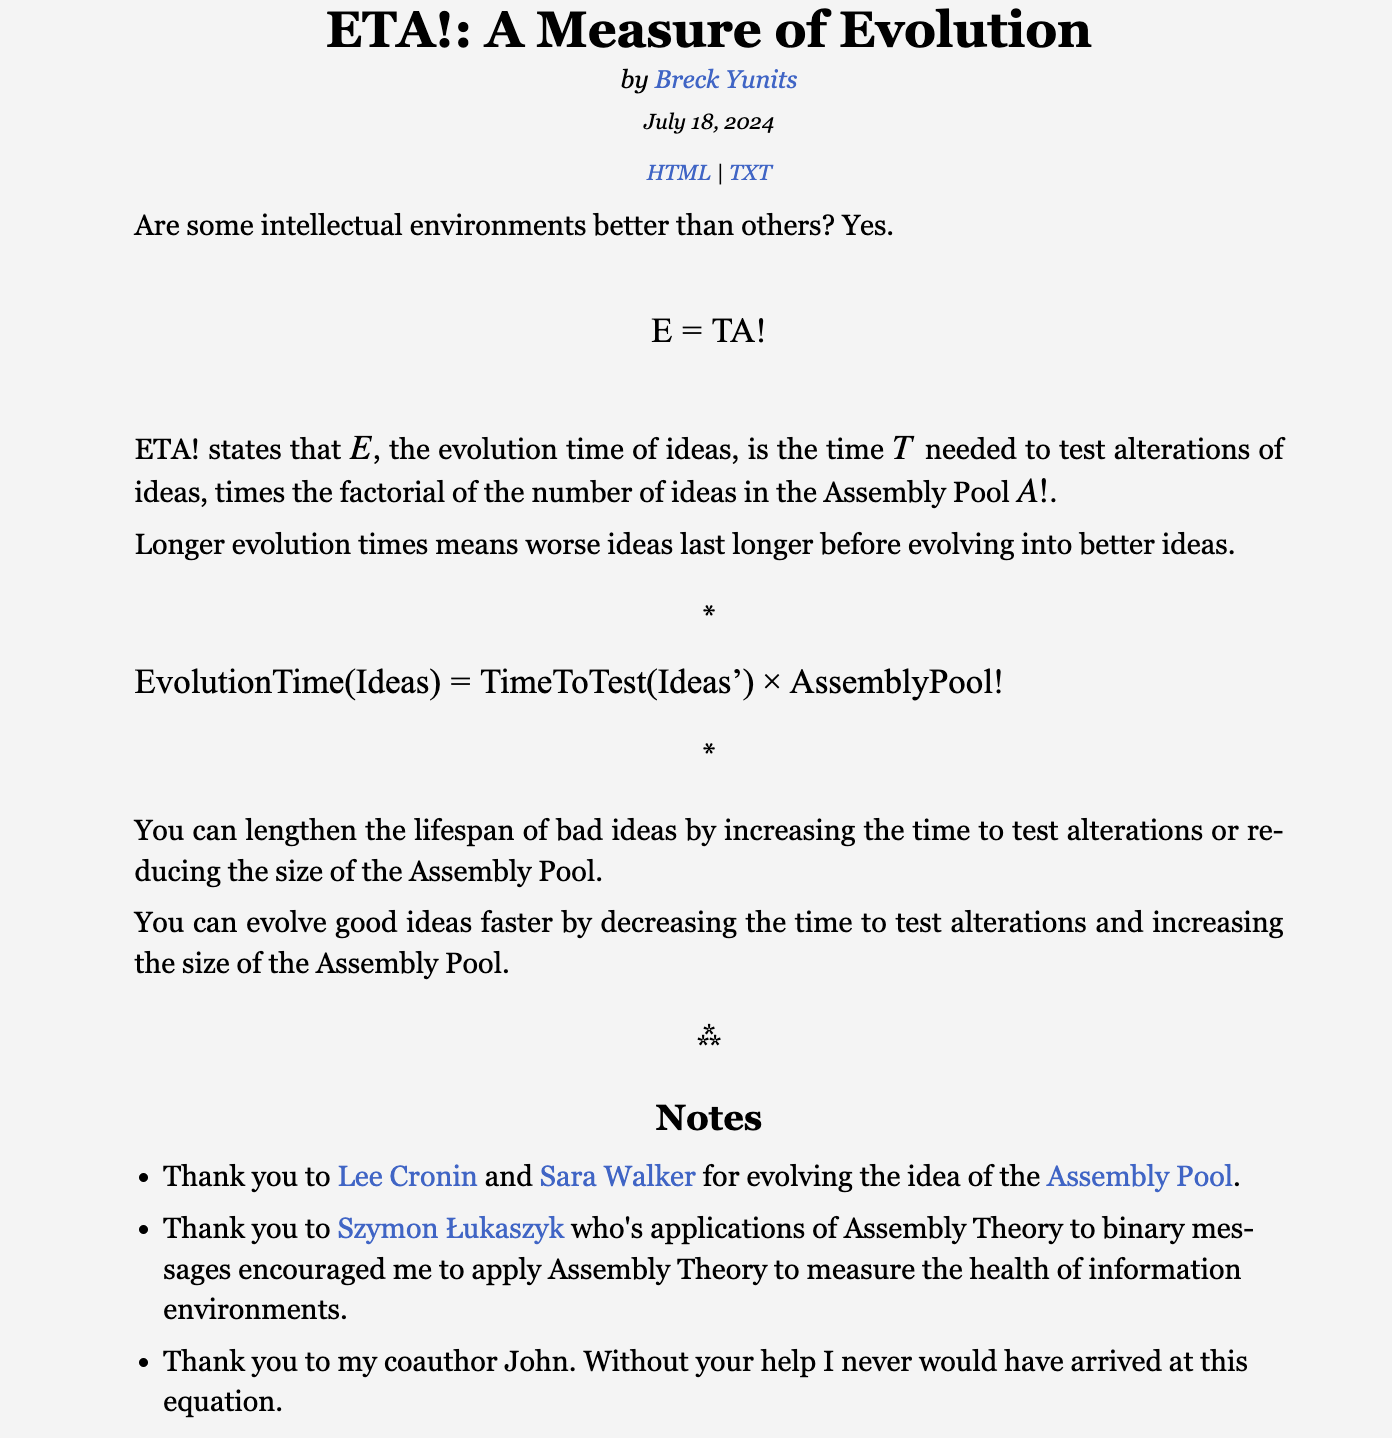 ETA!: A Measure of Evolution
by Breck Yunits
July 18, 2024
HTML | TXT
Are some intellectual environments better than others? Yes.
E = TA!
ETA! states that E, the evolution time of ideas, is the time T needed to test alterations of
ideas, times the factorial of the number of ideas in the Assembly Pool A!.
Longer evolution times means worse ideas last longer before evolving into better ideas.
*
EvolutionTime(Ideas) = TimeToTest(Ideas’) × AssemblyPool!
*
You can lengthen the lifespan of bad ideas by increasing the time to test alterations or re-
ducing the size of the Assembly Pool.
You can evolve good ideas faster by decreasing the time to test alterations and increasing
the size of the Assembly Pool.
⁂
Notes
• Thank you to Lee Cronin and Sara Walker for evolving the idea of the Assembly Pool.
• Thank you to Szymon Łukaszyk who's applications of Assembly Theory to binary mes-
sages encouraged me to apply Assembly Theory to measure the health of information
environments.
• Thank you to my coauthor John. Without your help I never would have arrived at this
equation.